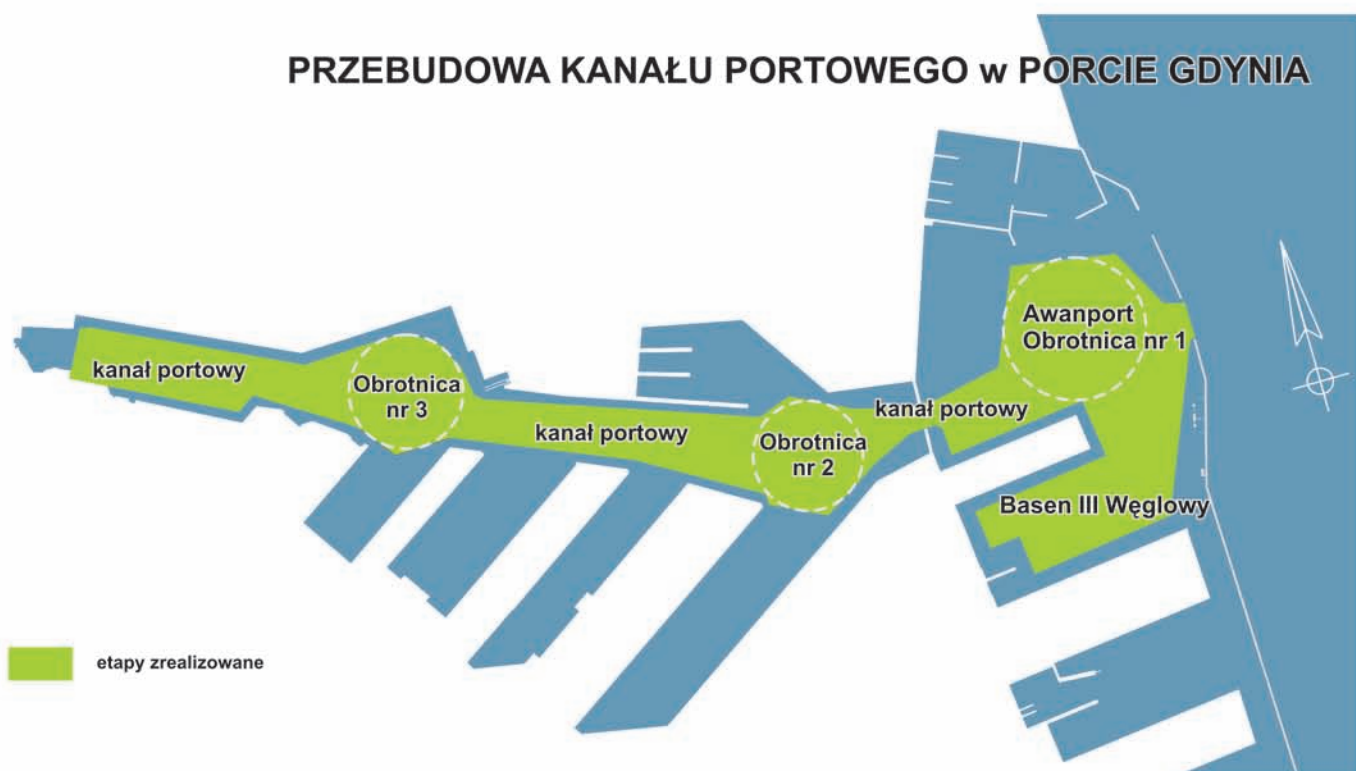 PRZEBUDOWA KANAŁU PORTOWEGO w PORCIE GDYNIA
Awanport
Obrotnica nr 1
kanał portowy
Obrotnica
nr 3
kanał portowy
kanał portowy
Obrotnica
nr 2
Basen III Węglowy
etapy zrealizowane